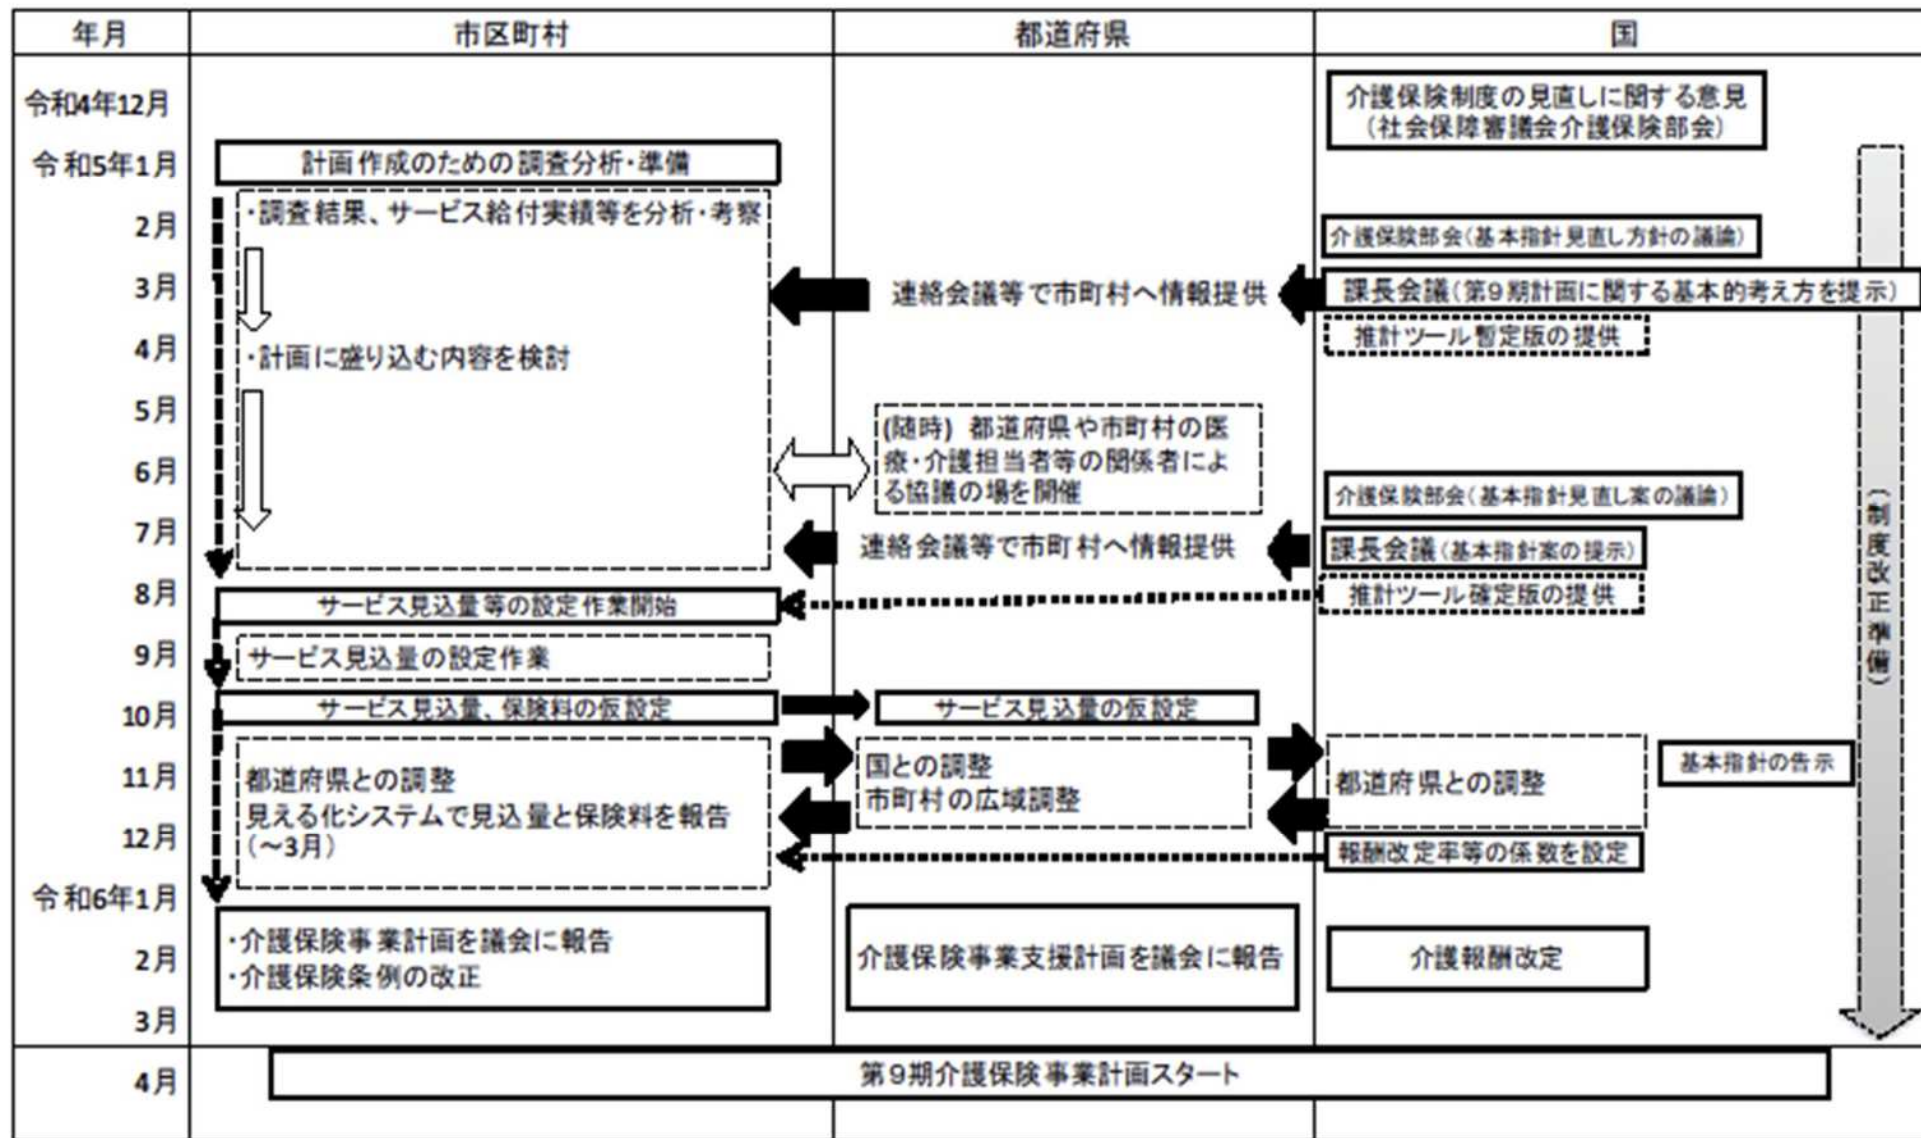 年月 市区町村 都道府県 国
令和4年12月
介護保険制度の見直しに関する意見
（社会保障審議会介護保険部会）
令和5年1月
計画作成のための調査分析・準備
・調査結果、サービス給付実績等を分析・考察
2月
介護保険部会（基本指針見直し方針の議論）
3月
連絡会議等で市町村へ情報提供
課長会議（第9期計画に関する基本的考え方を提示）
推計ツール暫定版の提供
4月
・計画に盛り込む内容を検討
5月
(随時) 都道府県や市町村の医
療・介護担当者等の関係者によ
る協議の場を開催
6月
介護保険部会（基本指針見直し案の議論）
7月
連絡会議等で市町村へ情報提供
課長会議（基本指針案の提示）
8月
サービス見込量等の設定作業開始
推計ツール確定版の提供
9月
サービス見込量の設定作業
10月
サービス見込量、保険料の仮設定
サービス見込量の仮設定
11月
都道府県との調整
見える化システムで見込量と保険料を報告
（～3月）
国との調整
市町村の広域調整
都道府県との調整
基本指針の告示
12月
報酬改定率等の係数を設定
（制度改正準備）
令和6年1月
・介護保険事業計画を議会に報告
・介護保険条例の改正
2月
介護保険事業支援計画を議会に報告
介護報酬改定
3月
4月
第9期介護保険事業計画スタート